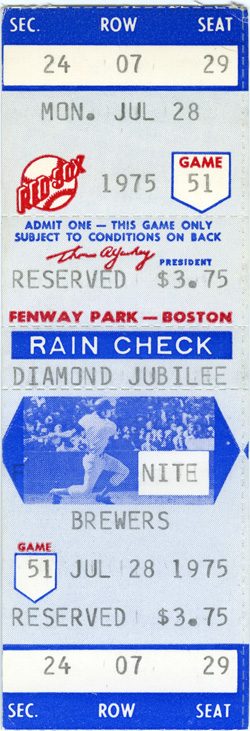 SEC. ROW SEAT
24 07 29
MON. JUL 28
RED SOX 1975 GAME 51
ADMIT ONE — THIS GAME ONLY
SUBJECT TO CONDITIONS ON BACK
Thomas A Yawkey PRESIDENT
RESERVED $3.75
FENWAY PARK — BOSTON
RAIN CHECK
DIAMOND JUBILEE
E NITE
BREWERS
GAME
51 JUL 28 1975
RESERVED $3.75
24 07 29
SEC. ROW SEAT